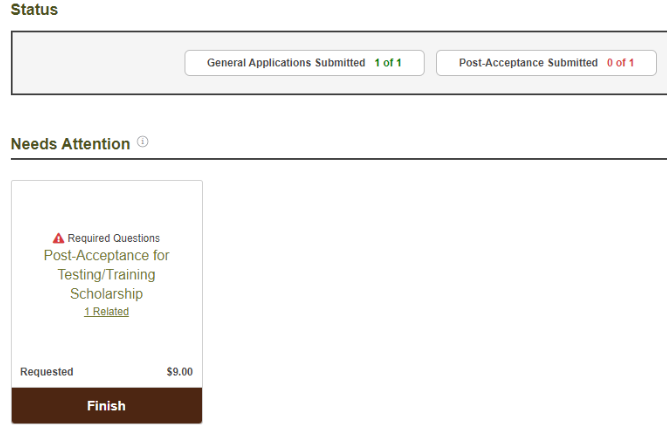 Status
General Applications Submitted 1 of 1
Post-Acceptance Submitted 0 of 1
Needs Attention
Required Questions
Post-Acceptance for
Testing/Training
Scholarship
1 Related
Requested $9.00
Finish